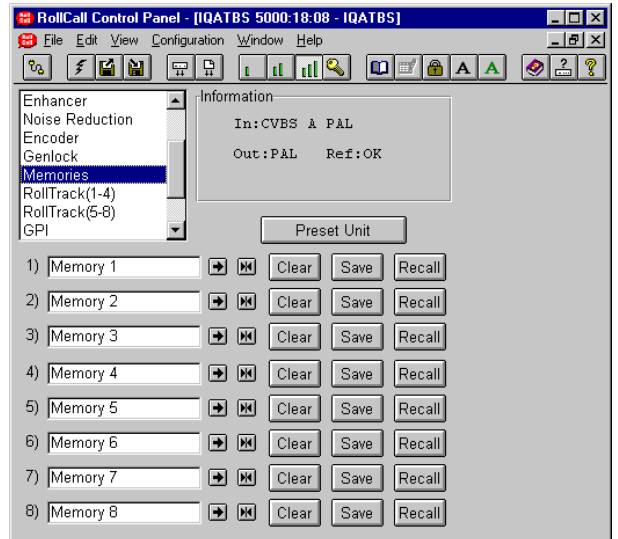 RollCall Control Panel - [IQATBS 5000:18:08 - IQATBS]
File Edit View Configuration Window Help
A A
Enhancer
Noise Reduction
Encoder
Genlock
Memories
RollTrack(1-4)
RollTrack(5-8)
GPI
Information
In:CVBS A PAL
Out:PAL Ref:OK
Preset Unit
1) Memory 1 Clear Save Recall
2) Memory 2 Clear Save Recall
3) Memory 3 Clear Save Recall
4) Memory 4 Clear Save Recall
5) Memory 5 Clear Save Recall
6) Memory 6 Clear Save Recall
7) Memory 7 Clear Save Recall
8) Memory 8 Clear Save Recall